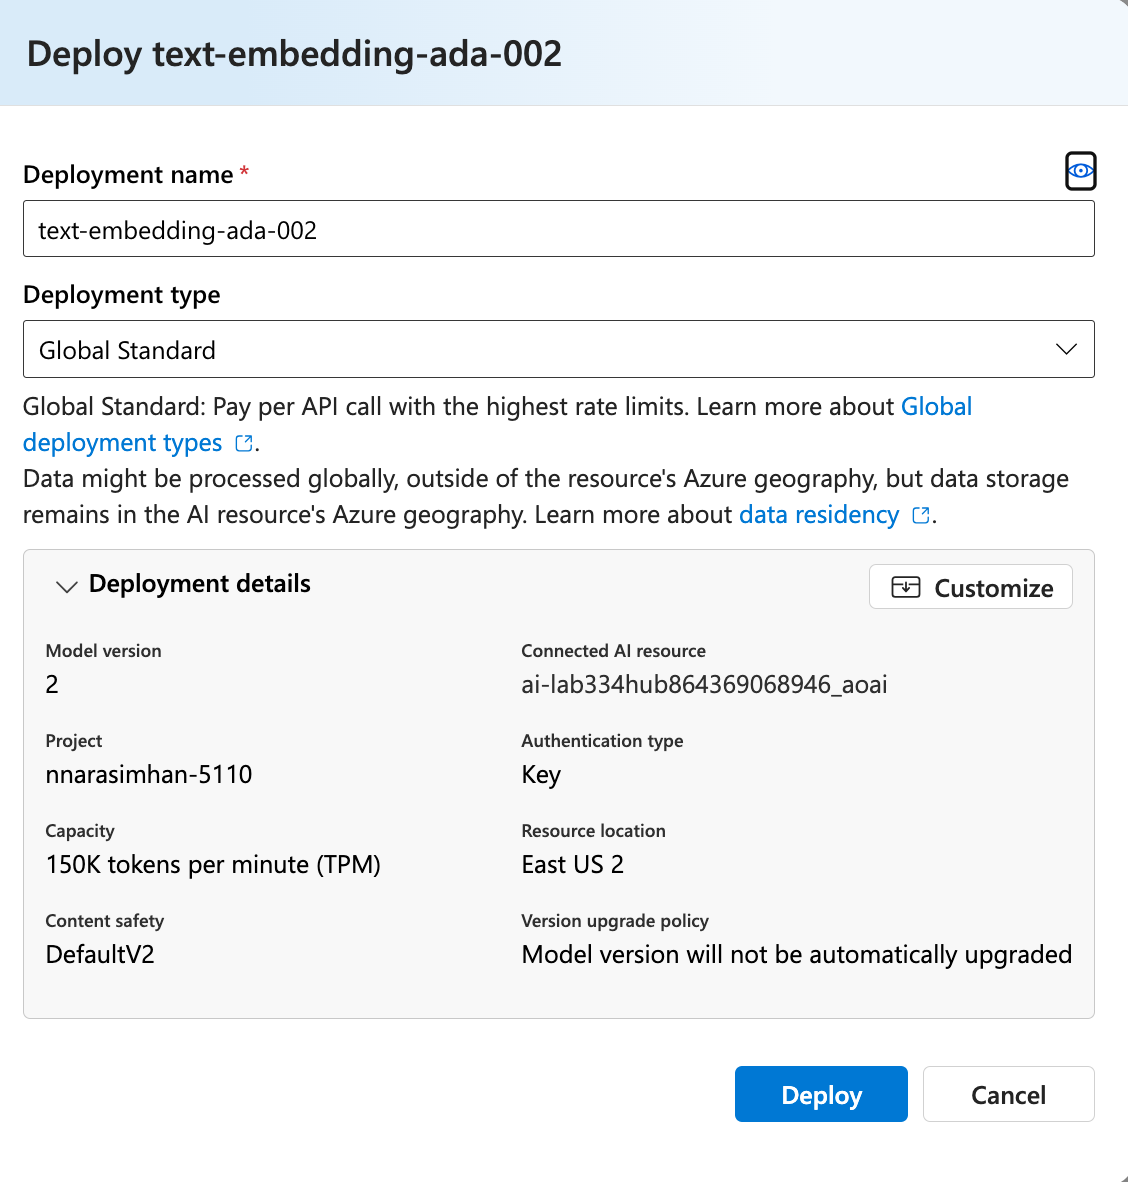 Deploy text-embedding-ada-002
Deployment name *
text-embedding-ada-002
Deployment type
Global Standard
Global Standard: Pay per API call with the highest rate limits. Learn more about Global
deployment types.
Data might be processed globally, outside of the resource's Azure geography, but data storage
remains in the AI resource's Azure geography. Learn more about data residency.
Deployment details
Customize
Model version
2
Connected AI resource
ai-lab334hub864369068946_aoai
Project
nnarasimhan-5110
Authentication type
Key
Capacity
150K tokens per minute (TPM)
Resource location
East US 2
Content safety
DefaultV2
Version upgrade policy
Model version will not be automatically upgraded
Deploy
Cancel